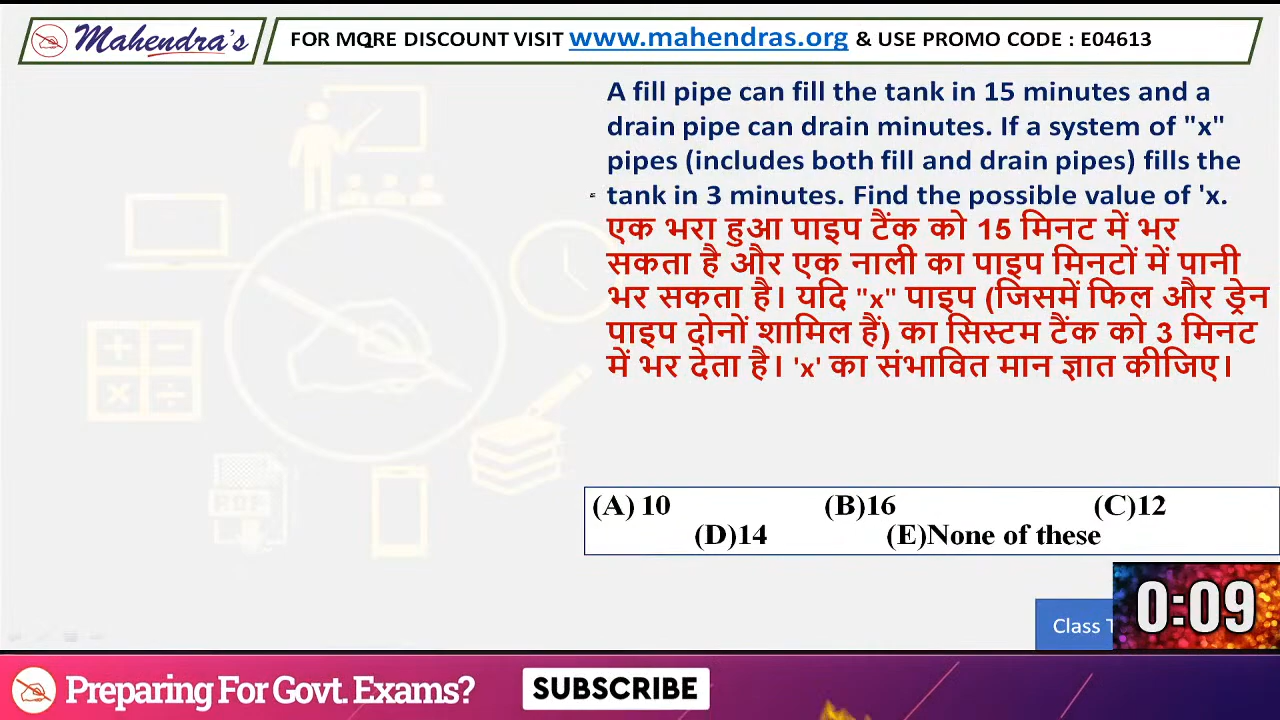 Mahendra's
FOR MORE DISCOUNT VISIT www.mahendras.org & USE PROMO CODE : E04613
A fill pipe can fill the tank in 15 minutes and a
drain pipe can drain minutes. If a system of "x"
pipes (includes both fill and drain pipes) fills the
tank in 3 minutes. Find the possible value of 'x.
एक भरा हुआ पाइप टैंक को 15 मिनट में भर
सकता है और एक नाली का पाइप मिनटों में पानी
भर सकता है। यदि "x" पाइप (जिसमें फिल और ड्रेन
पाइप दोनों शामिल हैं) का सिस्टम टैंक को 3 मिनट
में भर देता है। 'x' का संभावित मान ज्ञात कीजिए।
(A) 10 (B)16 (C)12
(D)14 (E)None of these
PDF
0:09
Class T
Preparing For Govt. Exams? SUBSCRIBE